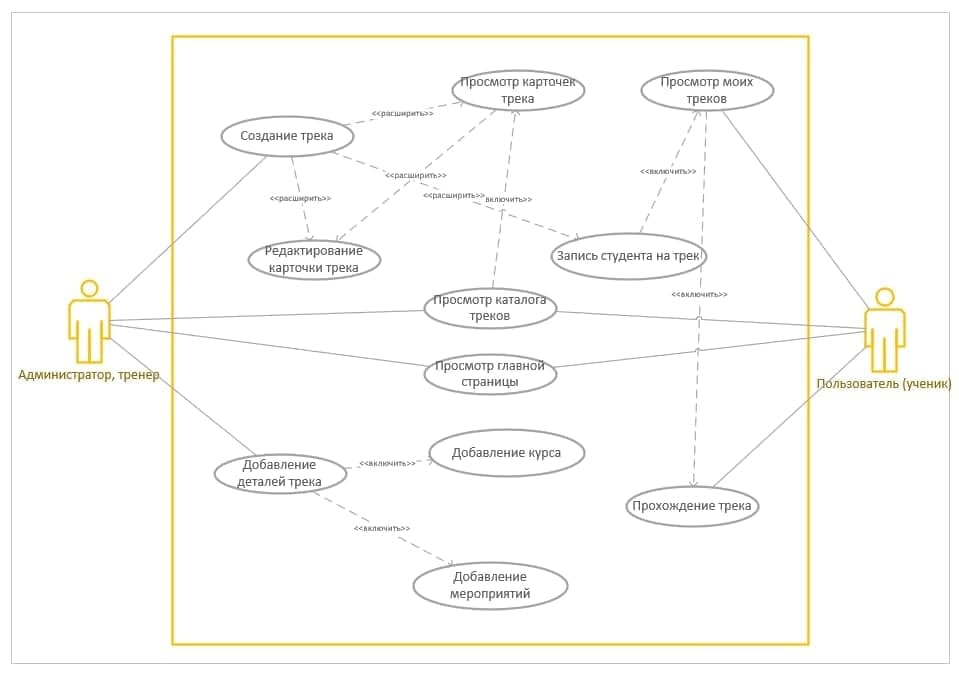 Просмотр карточек
трека
Просмотр моих
треков
<<расширить>>
Создание трека
<<включить>>
<<расширить>>
<<расширить>>
<<расширить>>
включить>>
Редактирование
карточки трека
Запись студента на трек
<<включить>>
Просмотр каталога
треков
Просмотр главной
страницы
Администратор, тренер
Пользователь (ученик)
Добавление курса
<<включить>>
Добавление
деталей трека
Прохождение трека
<<включить>>
Добавление
мероприятий